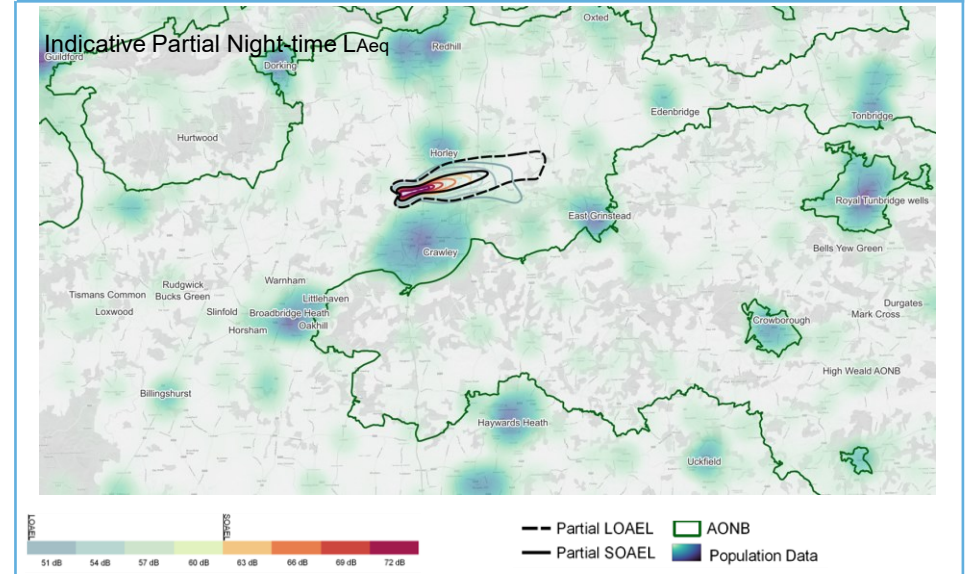 Indicative Partial Night-time LAeq
Oxted
Redhill
Guildford
Dorking
Edenbridge
Tonbridge
Hurtwood
Horley
Royal Tunbridge wells
East Grinstead
Bells Yew Green
Crawley
Warnham
Rudgwick
Tismans Common
Bucks Green
Littlehaven
Durgates
Loxwood
Slinfold
Broadbridge Heath
Mark Cross
Crowborough
Horsham
Oakhill
High Weald AONB
Billingshurst
Haywards Heath
Uckfield
LOAEL
SOAEL
51 dB 54 dB 57 dB 60 dB 63 dB 66 dB 69 dB 72 dB
Partial LOAEL
AONB
Partial SOAEL
Population Data